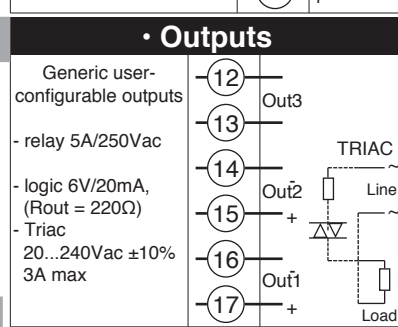 • Outputs
Generic user-
configurable outputs
- relay 5A/250Vac
- logic 6V/20mA,
(Rout = 220Ω)
- Triac
20...240Vac ±10%
3A max
12
Out3
13
14
-
Out2
15
+
16
-
Out1
17
+
TRIAC
~
Line
~
Load